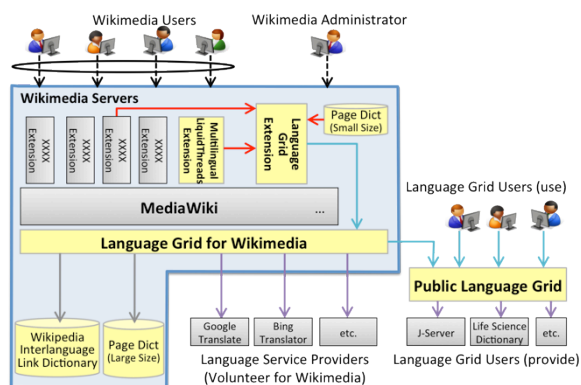 Wikimedia Users
Wikimedia Administrator
Wikimedia Servers
XXXX
Extension
XXXX
Extension
XXXX
Extension
XXXX
Extension
Multilingual
LiquidThreads
Extension
Language
Grid
Extension
Page Dict
(Small Size)
MediaWiki
...
Language Grid for Wikimedia
Language Grid Users (use)
Public Language Grid
Wikipedia
Interlanguage
Link Dictionary
Page Dict
(Large Size)
Google
Translate
Bing
Translator
etc.
J-Server
Life Science
Dictionary
etc.
Language Service Providers
(Volunteer for Wikimedia)
Language Grid Users (provide)